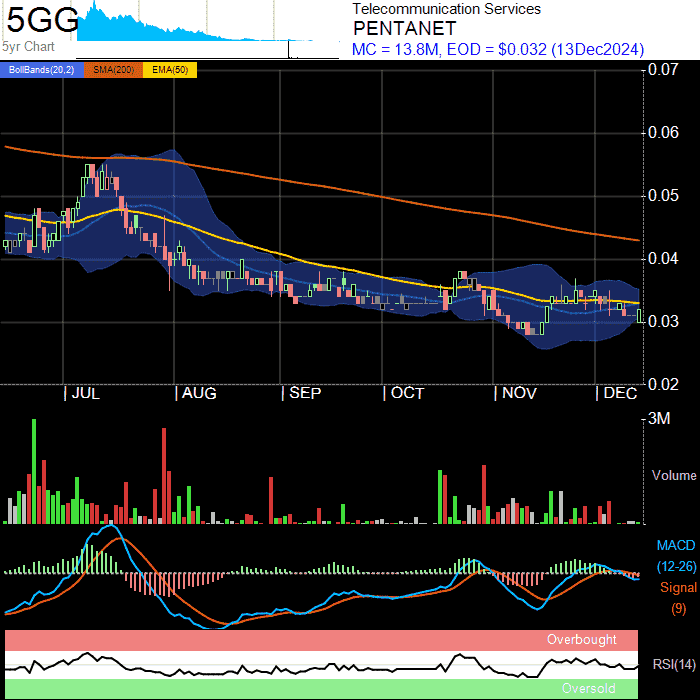 5GG
5yr Chart
Telecommunication Services
PENTANET
MC = 13.8M, EOD = $0.032 (13Dec2024)
BollBands(20,2) SMA(200) EMA(50)
0.07
0.06
0.05
0.04
0.03
0.02
JUL AUG SEP OCT NOV DEC
3M
Volume
MACD
(12-26)
Signal
(9)
Overbought
RSI(14)
Oversold